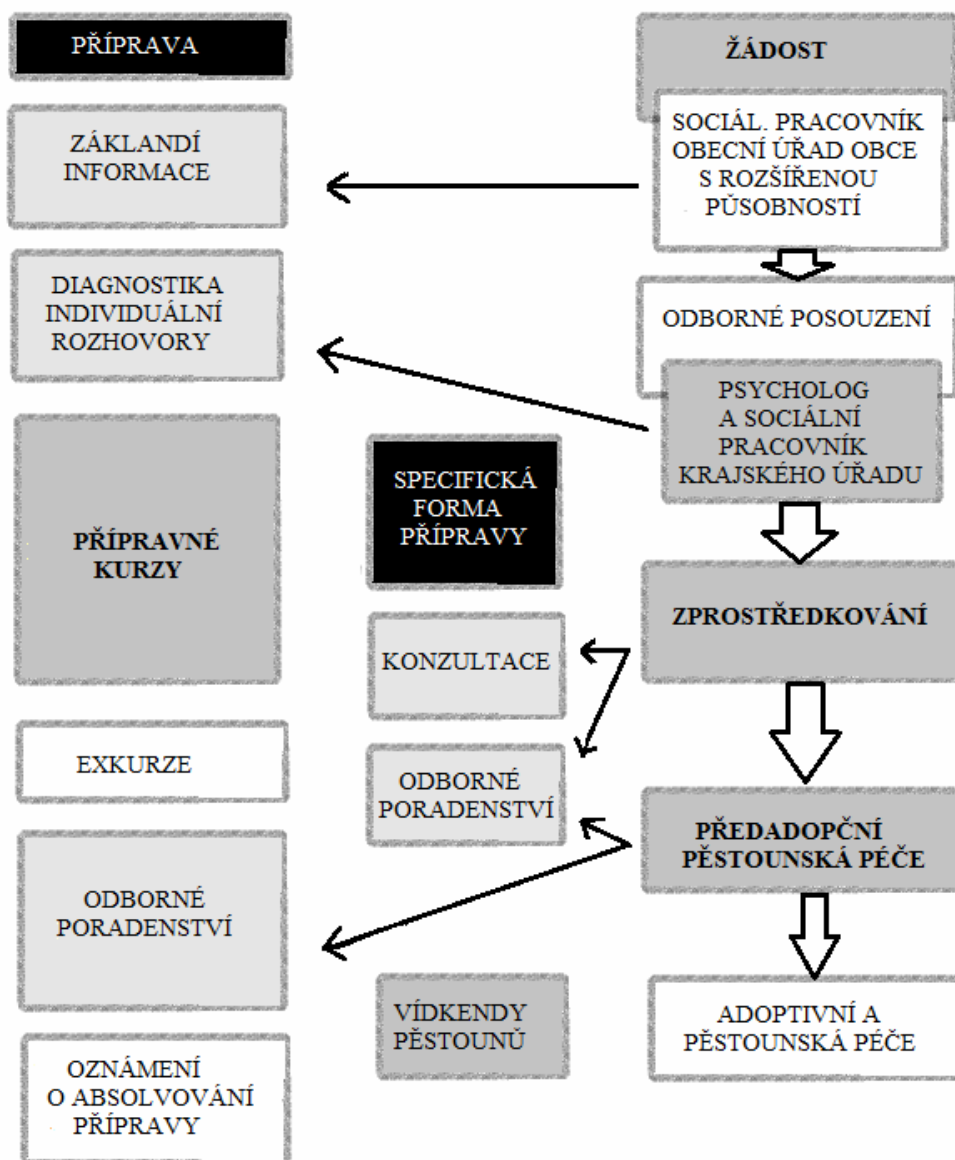 PŘÍPRAVA
ZÁKLANDÍ
INFORMACE
DIAGNOSTIKA
INDIVIDUÁLNÍ
ROZHOVORY
PŘÍPRAVNÉ
KURZY
EXKURZE
ODBORNÉ
PORADENSTVÍ
OZNÁMENÍ
O ABSOLVOVÁNÍ
PŘÍPRAVY
SPECIFICKÁ
FORMA
PŘÍPRAVY
KONZULTACE
ODBORNÉ
PORADENSTVÍ
VÍDKENDY
PĚSTOUNŮ
ŽÁDOST
SOCIÁL. PRACOVNÍK
OBECNÍ ÚŘAD OBCE
S ROZŠÍŘENOU
PŮSOBNOSTÍ
ODBORNÉ POSOUZENÍ
PSYCHOLOG
A SOCIÁLNÍ
PRACOVNÍK
KRAJSKÉHO ÚŘADU
ZPROSTŘEDKOVÁNÍ
PŘEDADOPČNÍ
PĚSTOUNSKÁ PÉČE
ADOPTIVNÍ A
PĚSTOUNSKÁ PÉČE